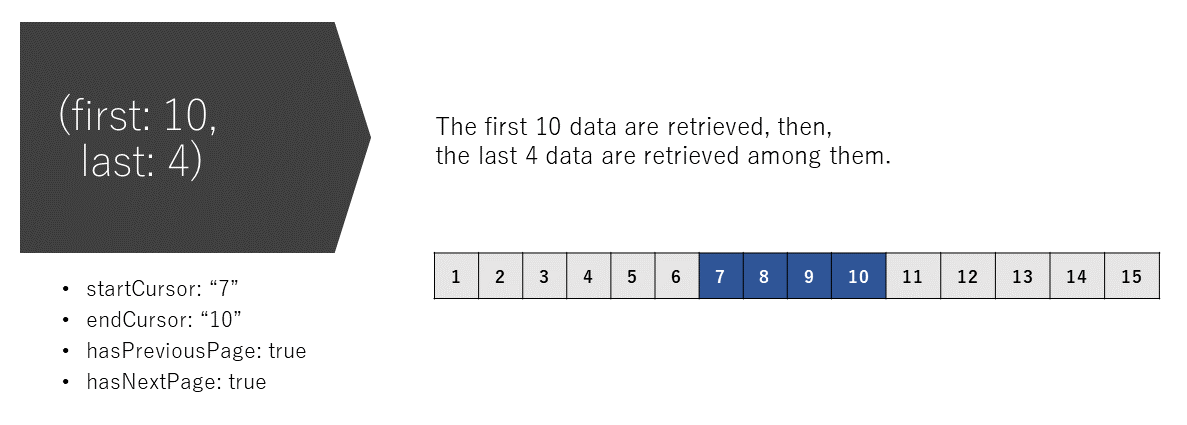 (first: 10,
last: 4)
The first 10 data are retrieved, then,
the last 4 data are retrieved among them.
1 2 3 4 5 6 7 8 9 10 11 12 13 14 15
• startCursor: “7”
• endCursor: “10”
• hasPreviousPage: true
• hasNextPage: true